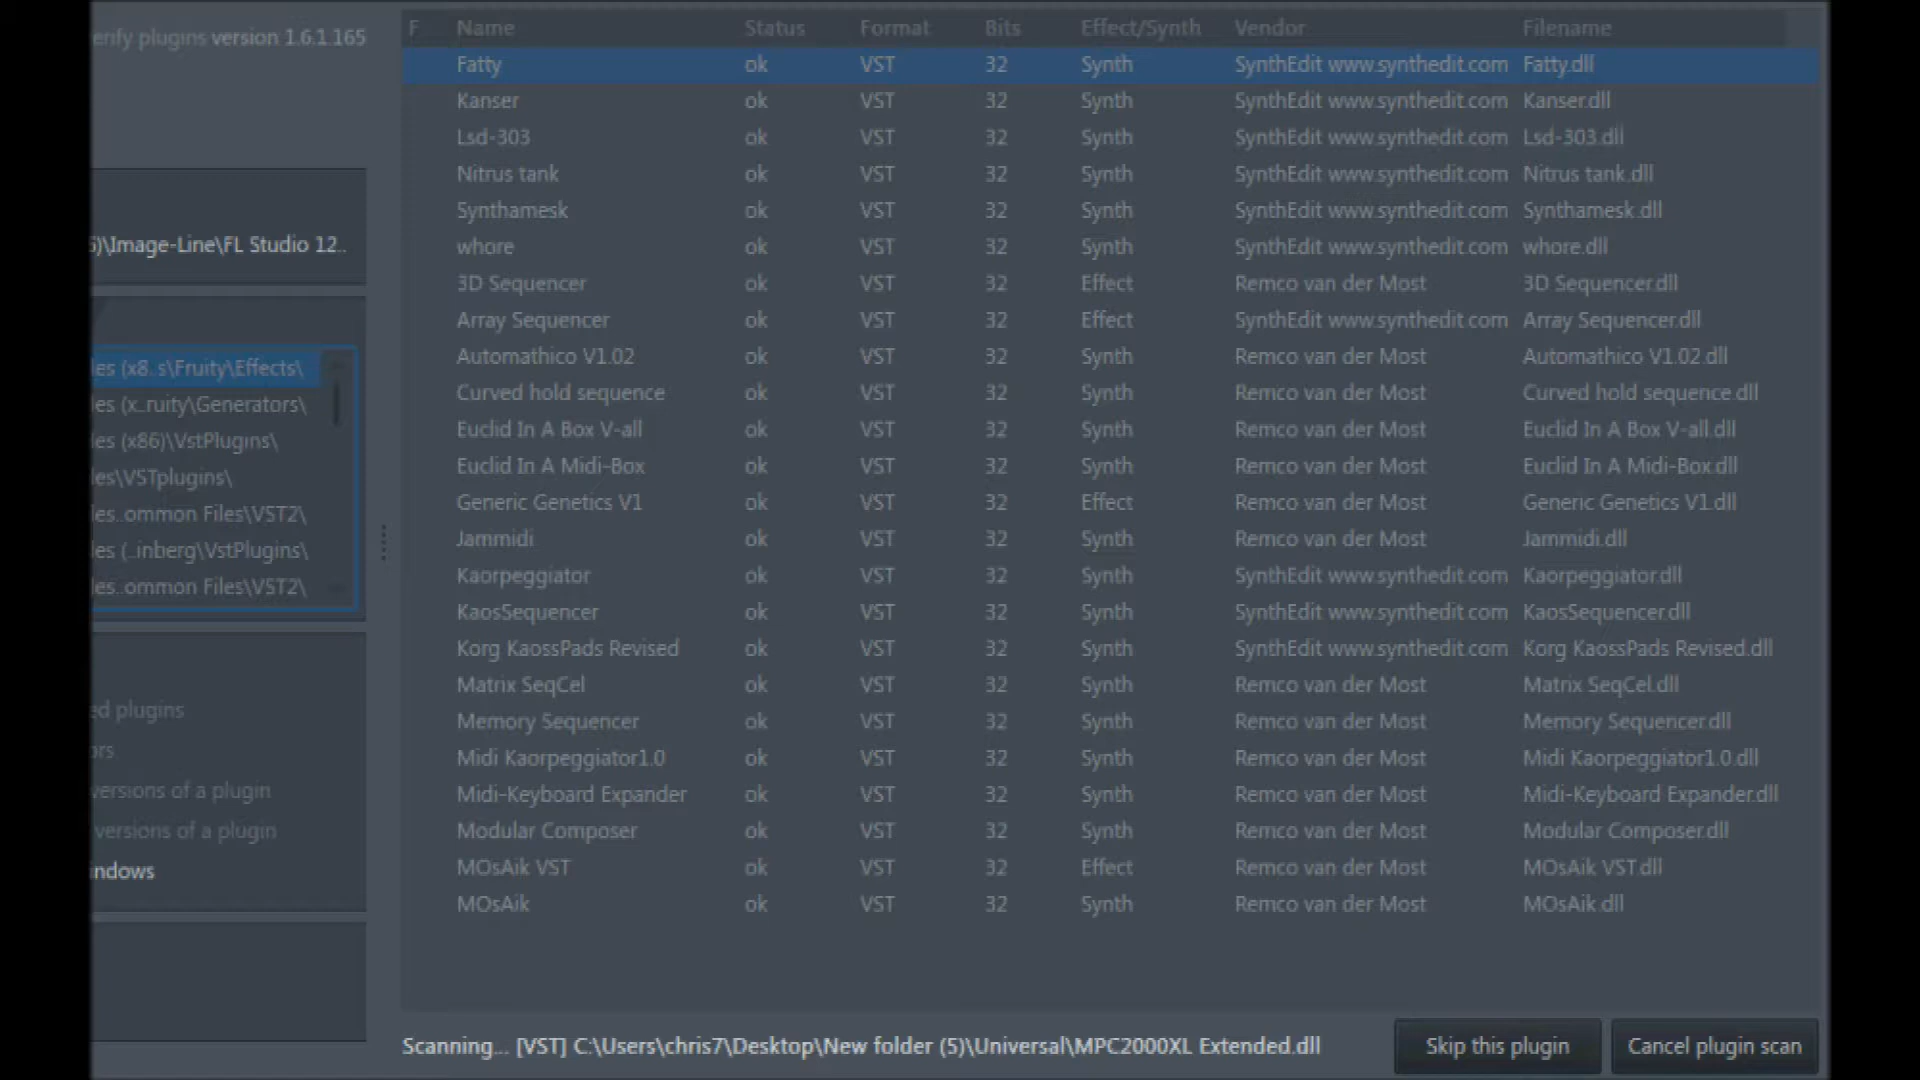 erify plugins version 1.6.1.165
)\Image-Line\FL Studio 12..
les (x8..s\Fruity\Effects\
les (x..ruity\Generators\
les (x86)\VstPlugins\
les\VSTplugins\
les..ommon Files\VST2\
les (..inberg\VstPlugins\
les..ommon Files\VST2\
ed plugins
ors
versions of a plugin
versions of a plugin
indows
F Name Status Format Bits Effect/Synth Vendor Filename
Fatty ok VST 32 Synth SynthEdit www.synthedit.com Fatty.dll
Kanser ok VST 32 Synth SynthEdit www.synthedit.com Kanser.dll
Lsd-303 ok VST 32 Synth SynthEdit www.synthedit.com Lsd-303.dll
Nitrus tank ok VST 32 Synth SynthEdit www.synthedit.com Nitrus tank.dll
Synthamesk ok VST 32 Synth SynthEdit www.synthedit.com Synthamesk.dll
whore ok VST 32 Synth SynthEdit www.synthedit.com whore.dll
3D Sequencer ok VST 32 Effect Remco van der Most 3D Sequencer.dll
Array Sequencer ok VST 32 Effect SynthEdit www.synthedit.com Array Sequencer.dll
Automathico V1.02 ok VST 32 Synth Remco van der Most Automathico V1.02.dll
Curved hold sequence ok VST 32 Synth Remco van der Most Curved hold sequence.dll
Euclid In A Box V-all ok VST 32 Synth Remco van der Most Euclid In A Box V-all.dll
Euclid In A Midi-Box ok VST 32 Synth Remco van der Most Euclid In A Midi-Box.dll
Generic Genetics V1 ok VST 32 Effect Remco van der Most Generic Genetics V1.dll
Jammidi ok VST 32 Synth Remco van der Most Jammidi.dll
Kaorpeggiator ok VST 32 Synth SynthEdit www.synthedit.com Kaorpeggiator.dll
KaosSequencer ok VST 32 Synth SynthEdit www.synthedit.com KaosSequencer.dll
Korg KaossPads Revised ok VST 32 Synth SynthEdit www.synthedit.com Korg KaossPads Revised.dll
Matrix SeqCel ok VST 32 Synth Remco van der Most Matrix SeqCel.dll
Memory Sequencer ok VST 32 Synth Remco van der Most Memory Sequencer.dll
Midi Kaorpeggiator1.0 ok VST 32 Synth Remco van der Most Midi Kaorpeggiator1.0.dll
Midi-Keyboard Expander ok VST 32 Synth Remco van der Most Midi-Keyboard Expander.dll
Modular Composer ok VST 32 Synth Remco van der Most Modular Composer.dll
MOsAik VST ok VST 32 Effect Remco van der Most MOsAik VST.dll
MOsAik ok VST 32 Synth Remco van der Most MOsAik.dll
Scanning... [VST] C:\Users\chris7\Desktop\New folder (5)\Universal\MPC2000XL Extended.dll
Skip this plugin
Cancel plugin scan